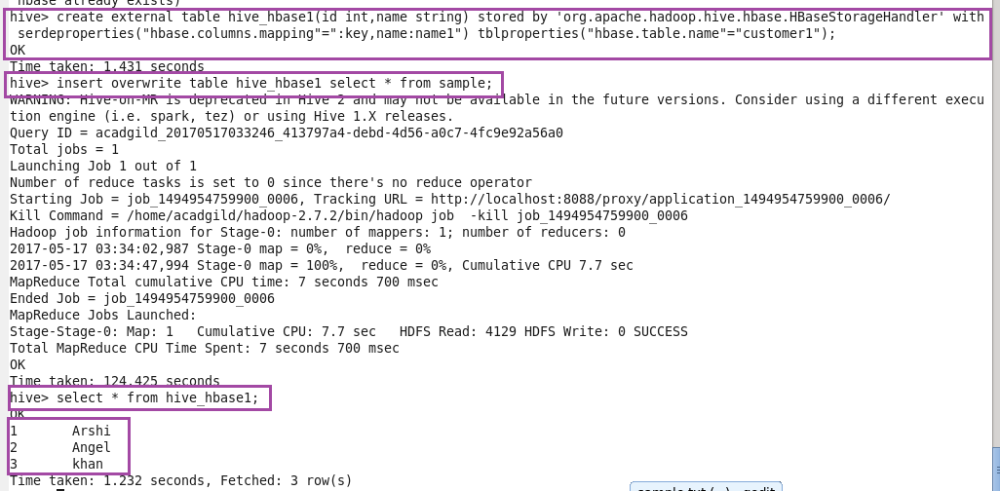 hbase already exists)
hive> create external table hive_hbase1(id int,name string) stored by 'org.apache.hadoop.hive.hbase.HBaseStorageHandler' with
serdeproperties("hbase.columns.mapping"=":key,name:name1") tblproperties("hbase.table.name"="customer1");
OK
Time taken: 1.431 seconds
hive> insert overwrite table hive_hbase1 select * from sample;
WARNING: Hive-on-MR is deprecated in Hive 2 and may not be available in the future versions. Consider using a different execu
tion engine (i.e. spark, tez) or using Hive 1.X releases.
Query ID = acadgild_20170517033246_413797a4-debd-4d56-a0c7-4fc9e92a56a0
Total jobs = 1
Launching Job 1 out of 1
Number of reduce tasks is set to 0 since there's no reduce operator
Starting Job = job_1494954759900_0006, Tracking URL = http://localhost:8088/proxy/application_1494954759900_0006/
Kill Command = /home/acadgild/hadoop-2.7.2/bin/hadoop job  -kill job_1494954759900_0006
Hadoop job information for Stage-0: number of mappers: 1; number of reducers: 0
2017-05-17 03:34:02,987 Stage-0 map = 0%,  reduce = 0%
2017-05-17 03:34:47,994 Stage-0 map = 100%,  reduce = 0%, Cumulative CPU 7.7 sec
MapReduce Total cumulative CPU time: 7 seconds 700 msec
Ended Job = job_1494954759900_0006
MapReduce Jobs Launched:
Stage-Stage-0: Map: 1   Cumulative CPU: 7.7 sec   HDFS Read: 4129 HDFS Write: 0 SUCCESS
Total MapReduce CPU Time Spent: 7 seconds 700 msec
OK
Time taken: 124.425 seconds
hive> select * from hive_hbase1;
OK
1       Arshi
2       Angel
3       khan
Time taken: 1.232 seconds, Fetched: 3 row(s)